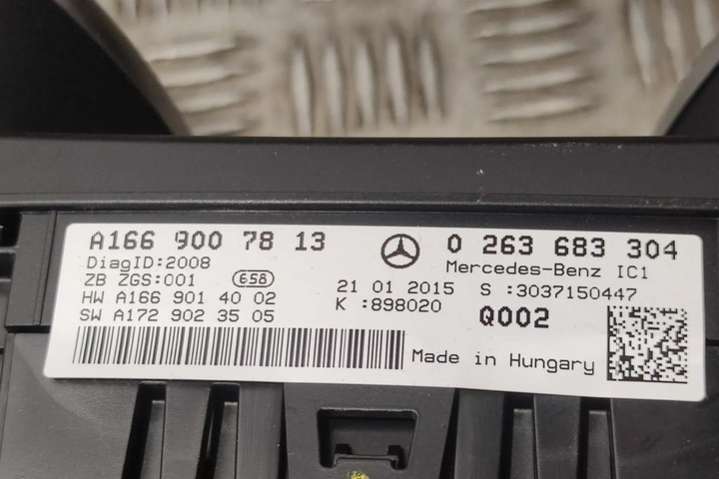 A166 900 78 13
0 263 683 304
DiagID:2008
Mercedes-Benz IC1
ZB ZGS:001
658
21 01 2015 S :3037150447
HW A166 901 40 02
K :898020
Q002
SW A172 902 35 05
Made in Hungary